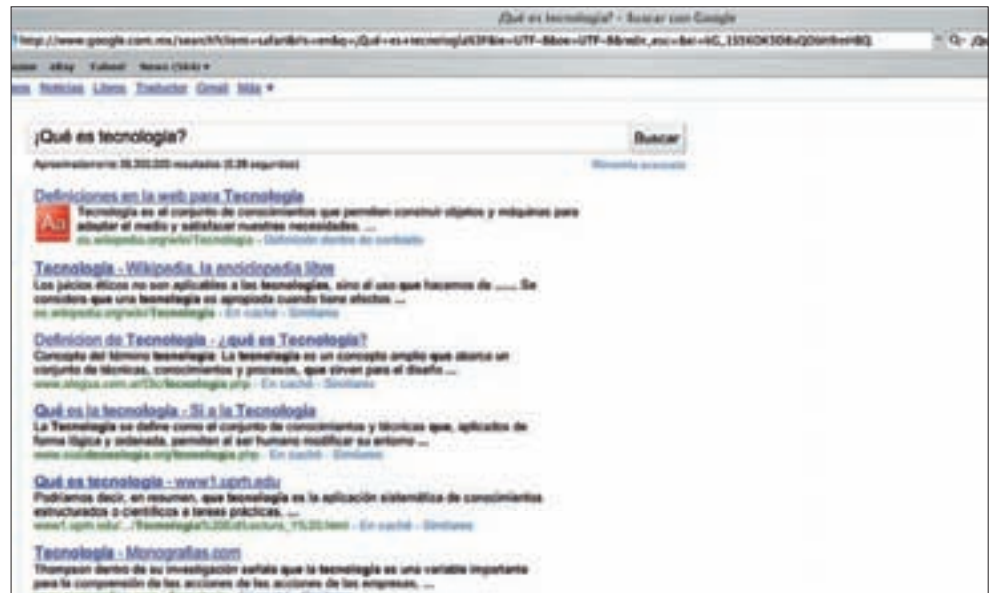 ¿Qué es tecnología? - Buscar con Google
eBay Yahoo! News
Noticias Libros Traductor Gmail Más ▼
¡Qué es tecnología?
Buscar
Aproximadamente resultados segundos)
Búsqueda avanzada
Definiciones en la web para Tecnología
Aa
Tecnología es el conjunto de conocimientos que permiten construir objetos y máquinas para
adaptar el medio y satisfacer nuestras necesidades. ...
es.wikipedia.org/wiki/Tecnología - Definición dentro de contexto
Tecnología - Wikipedia, la enciclopedia libre
Los juicios éticos no son aplicables a las tecnologías, sino al uso que hacemos de ...... Se
considera que una tecnología es apropiada cuando tiene efectos ...
es.wikipedia.org/wiki/Tecnología - En caché - Similares
Definicion de Tecnología - ¿qué es Tecnología?
Concepto del término tecnología: La tecnología es un concepto amplio que abarca un
conjunto de técnicas, conocimientos y procesos, que sirven para el diseño ...
www.alegsa.com.ar/Dic/tecnologia.php - En caché - Similares
Qué es la tecnología - Sí a la Tecnología
La Tecnología se define como el conjunto de conocimientos y técnicas que, aplicados de
forma lógica y ordenada, permiten al ser humano modificar su entorno ...
En caché - Similares
Qué es tecnología - www1.uprh.edu
Podríamos decir, en resumen, que tecnología es la aplicación sistemática de conocimientos
estructurados o científicos a tareas prácticas. ...
En caché - Similares
Tecnología - Monografias.com
Thompson dentro de su investigación señala que la tecnología es una variable importante
para la comprensión de las acciones de las acciones de las empresas. ...